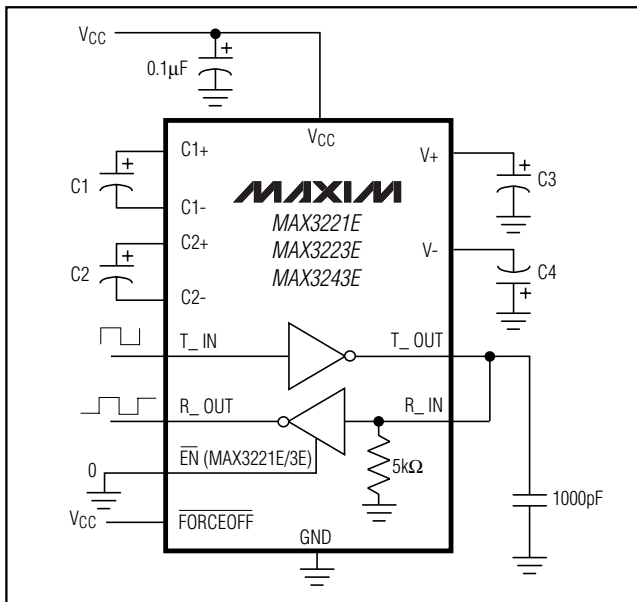 VCC
0.1μF
VCC
C1+
V+
C1
C3
C1-
MAXIM
MAX3221E
C2+
MAX3223E
V-
C2
MAX3243E
C4
C2-
T_ IN
T_ OUT
R_ OUT
R_ IN
0
EN (MAX3221E/3E)
5kΩ
1000pF
VCC
FORCEOFF
GND